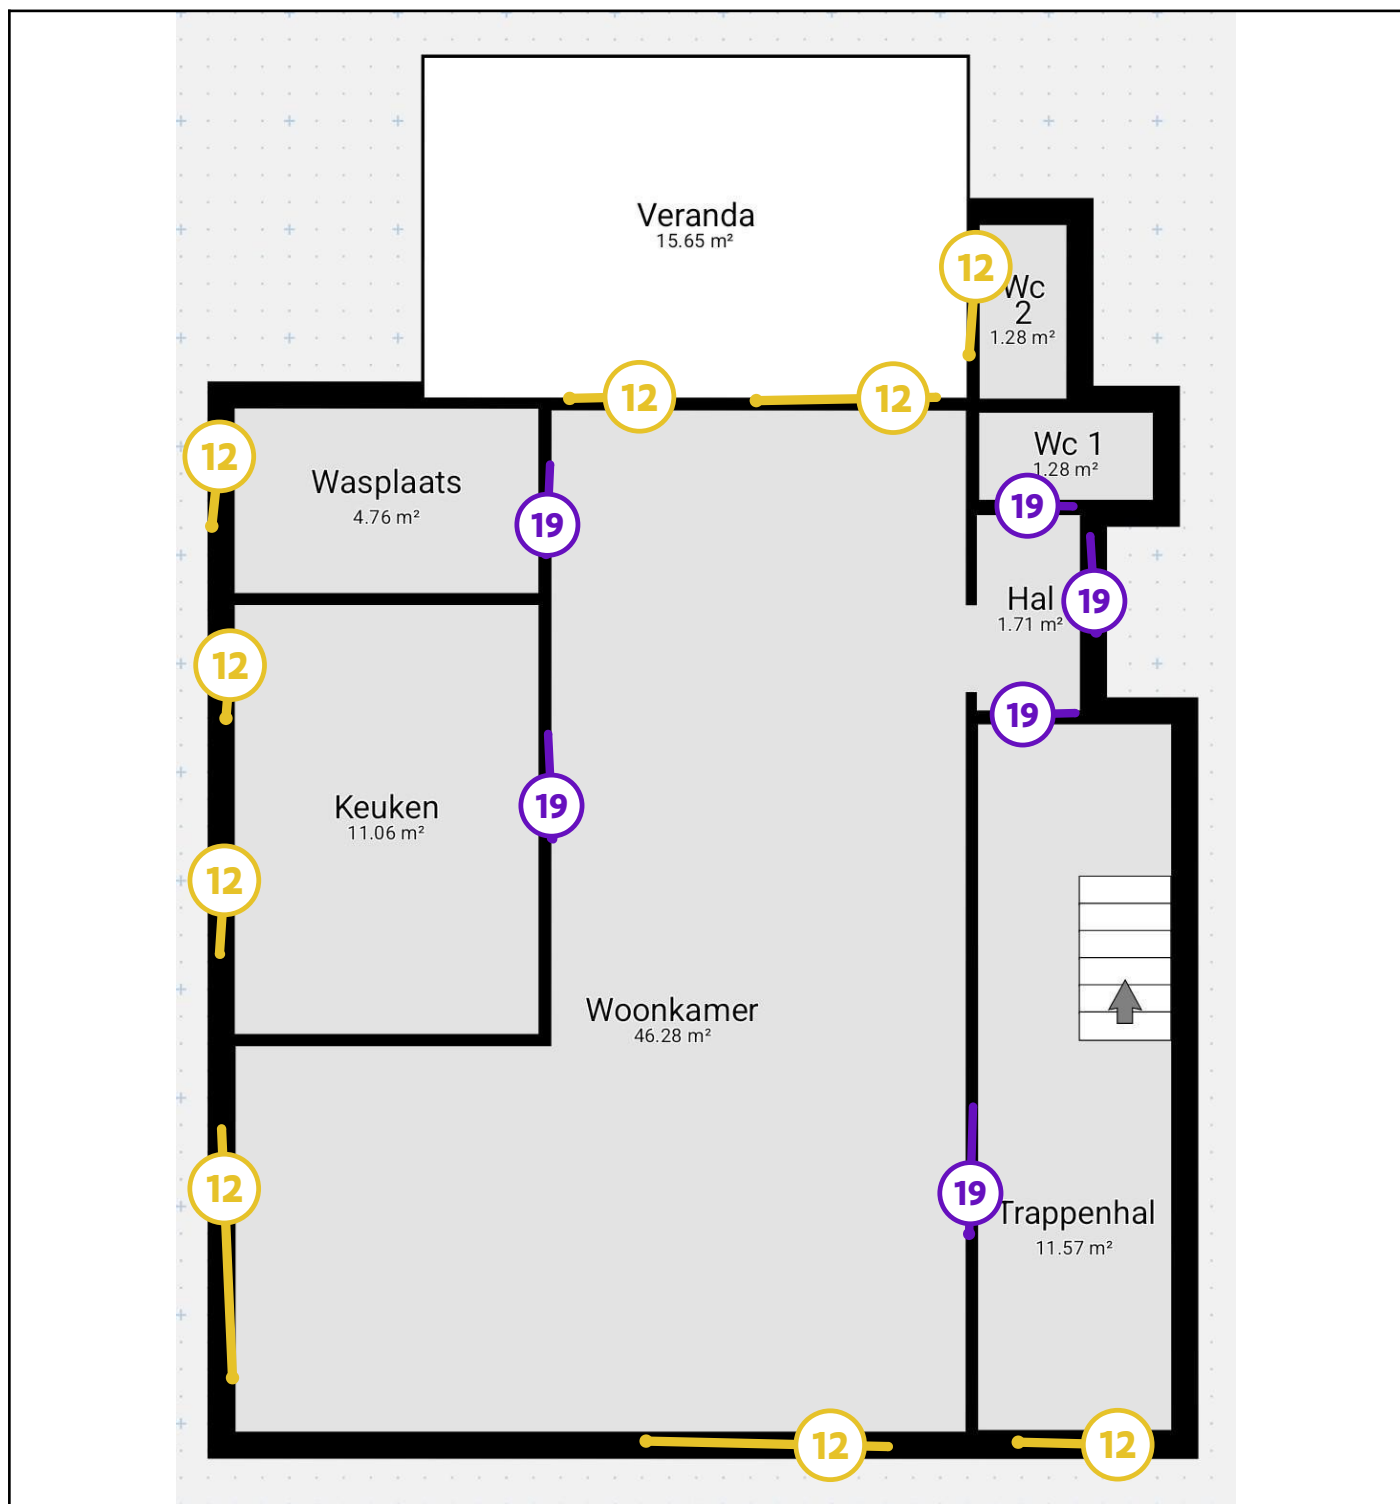 Veranda
15.65 m²
12
Wc
2
1.28 m²
12
12
12
Wasplaats
4.76 m²
19
Wc 1
1.28 m²
19
Hal
1.71 m²
19
12
19
Keuken
11.06 m²
19
12
Woonkamer
46.28 m²
12
19
Trappenhal
11.57 m²
12
12